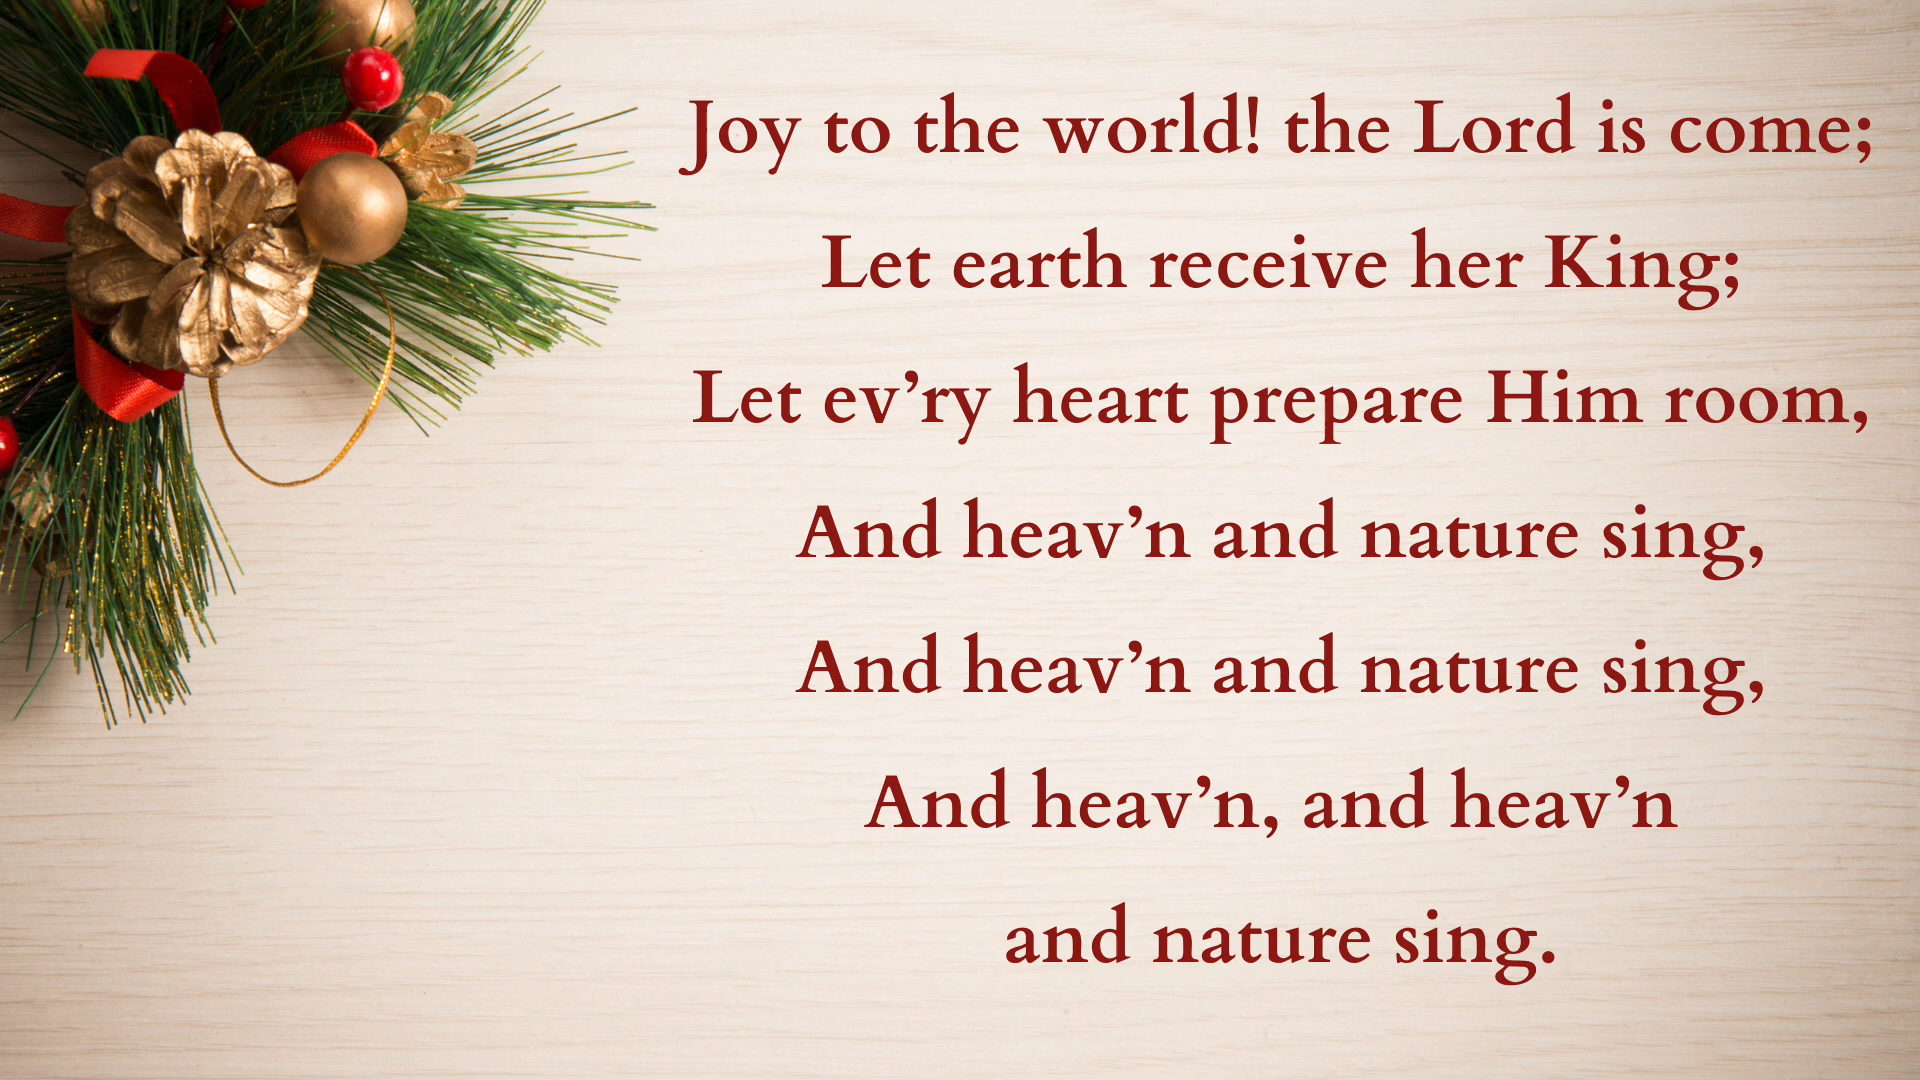 Joy to the world! the Lord is come;
Let earth receive her King;
Let ev’ry heart prepare Him room,
And heav’n and nature sing,
And heav’n and nature sing,
And heav’n, and heav’n
and nature sing.